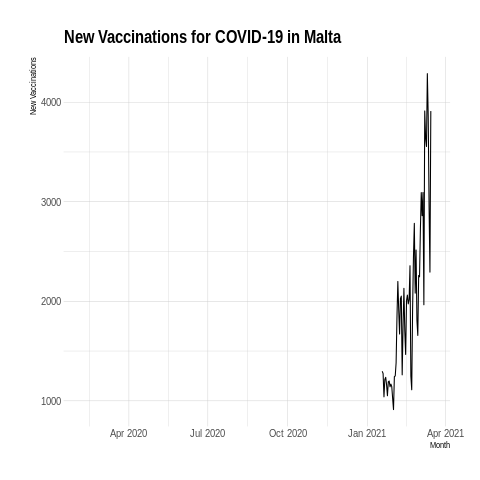 New Vaccinations for COVID-19 in Malta
New Vaccinations
4000
3000
2000
1000
Apr 2020 Jul 2020 Oct 2020 Jan 2021 Apr 2021
Month